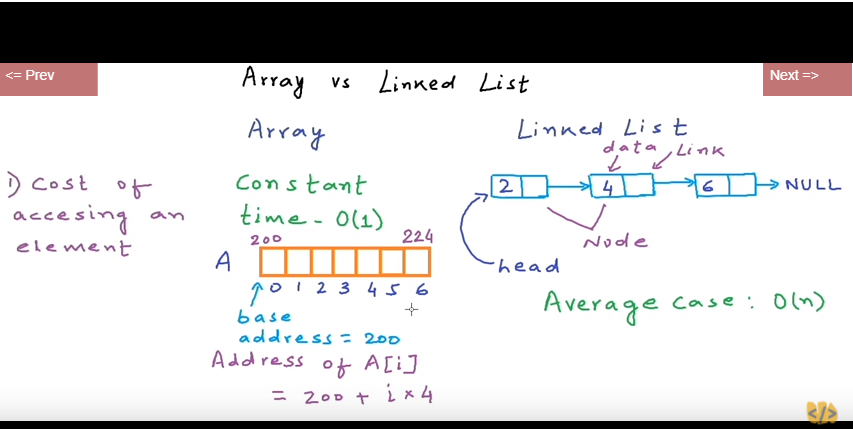 <= Prev
Array vs Linked List
Next =>
Array
Linked List
data
Link
1) Cost of
accesing an
element
Constant
time - O(1)
2
4
6
NULL
Node
head
200
224
A
0 1 2 3 4 5 6
base
address = 200
Address of A[i]
= 200 + i × 4
Average case : O(n)
</>